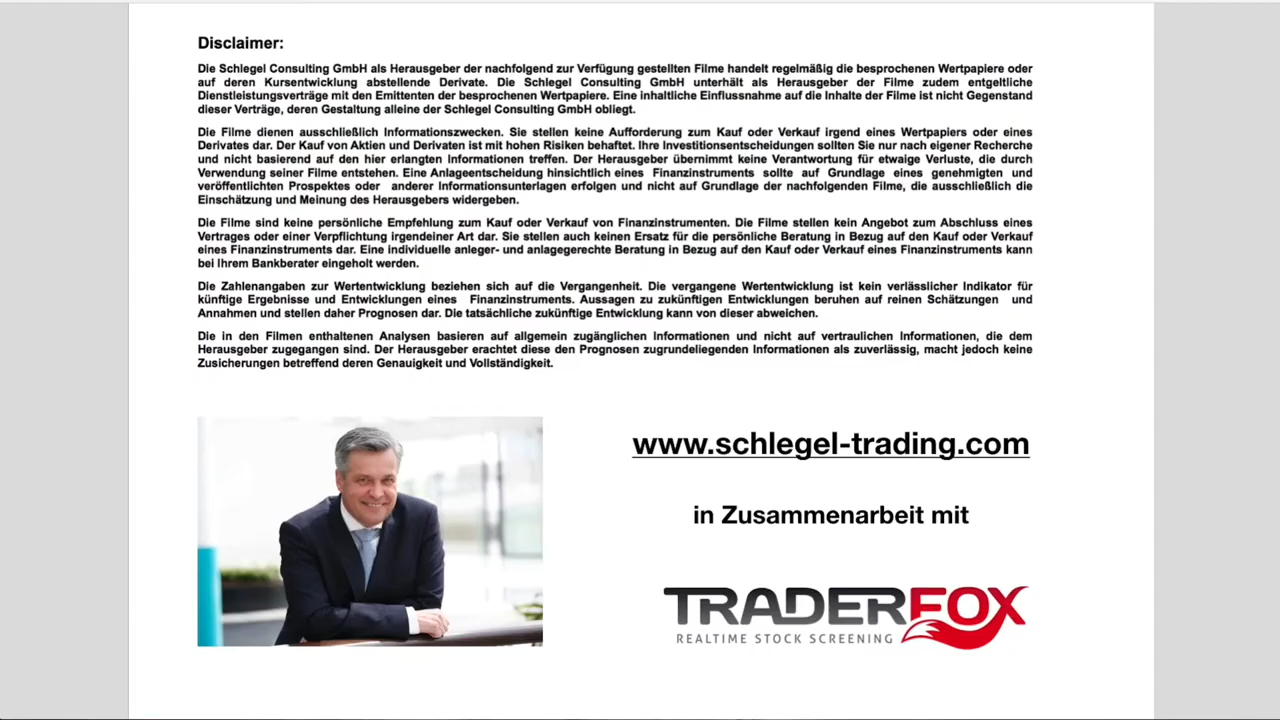 Disclaimer:
Die Schlegel Consulting GmbH als Herausgeber der nachfolgend zur Verfügung gestellten Filme handelt regelmäßig die besprochenen Wertpapiere oder
auf deren Kursentwicklung abstellende Derivate. Die Schlegel Consulting GmbH unterhält als Herausgeber der Filme zudem entgeltliche
Dienstleistungsverträge mit den Emittenten der besprochenen Wertpapiere. Eine inhaltliche Einflussnahme auf die Inhalte der Filme ist nicht Gegenstand
dieser Verträge, deren Gestaltung alleine der Schlegel Consulting GmbH obliegt.
Die Filme dienen ausschließlich Informationszwecken. Sie stellen keine Aufforderung zum Kauf oder Verkauf irgend eines Wertpapiers oder eines
Derivates dar. Der Kauf von Aktien und Derivaten ist mit hohen Risiken behaftet. Ihre Investitionsentscheidungen sollten Sie nur nach eigener Recherche
und nicht basierend auf den hier erlangten Informationen treffen. Der Herausgeber übernimmt keine Verantwortung für etwaige Verluste, die durch
Verwendung seiner Filme entstehen. Eine Anlageentscheidung hinsichtlich eines Finanzinstruments sollte auf Grundlage eines genehmigten und
veröffentlichten Prospektes oder anderer Informationsunterlagen erfolgen und nicht auf Grundlage der nachfolgenden Filme, die ausschließlich die
Einschätzung und Meinung des Herausgebers widergeben.
Die Filme sind keine persönliche Empfehlung zum Kauf oder Verkauf von Finanzinstrumenten. Die Filme stellen kein Angebot zum Abschluss eines
Vertrages oder einer Verpflichtung irgendeiner Art dar. Sie stellen auch keinen Ersatz für die persönliche Beratung in Bezug auf den Kauf oder Verkauf
eines Finanzinstruments dar. Eine individuelle anleger- und anlagegerechte Beratung in Bezug auf den Kauf oder Verkauf eines Finanzinstruments kann
bei Ihrem Bankberater eingeholt werden.
Die Zahlenangaben zur Wertentwicklung beziehen sich auf die Vergangenheit. Die vergangene Wertentwicklung ist kein verlässlicher Indikator für
künftige Ergebnisse und Entwicklungen eines Finanzinstruments. Aussagen zu zukünftigen Entwicklungen beruhen auf reinen Schätzungen und
Annahmen und stellen daher Prognosen dar. Die tatsächliche zukünftige Entwicklung kann von dieser abweichen.
Die in den Filmen enthaltenen Analysen basieren auf allgemein zugänglichen Informationen und nicht auf vertraulichen Informationen, die dem
Herausgeber zugegangen sind. Der Herausgeber erachtet diese den Prognosen zugrundeliegenden Informationen als zuverlässig, macht jedoch keine
Zusicherungen betreffend deren Genauigkeit und Vollständigkeit.
www.schlegel-trading.com
in Zusammenarbeit mit
TRADERFOX
REALTIME STOCK SCREENING